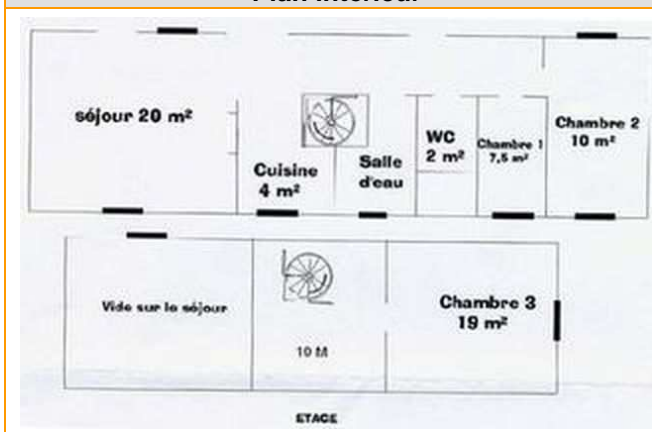 Plan intérieur
séjour 20 m²
Cuisine
4 m²
Salle
d'eau
WC
2 m²
Chambre 1
7,5 m²
Chambre 2
10 m²
Vide sur le séjour
10 M
Chambre 3
19 m²
ETAGE